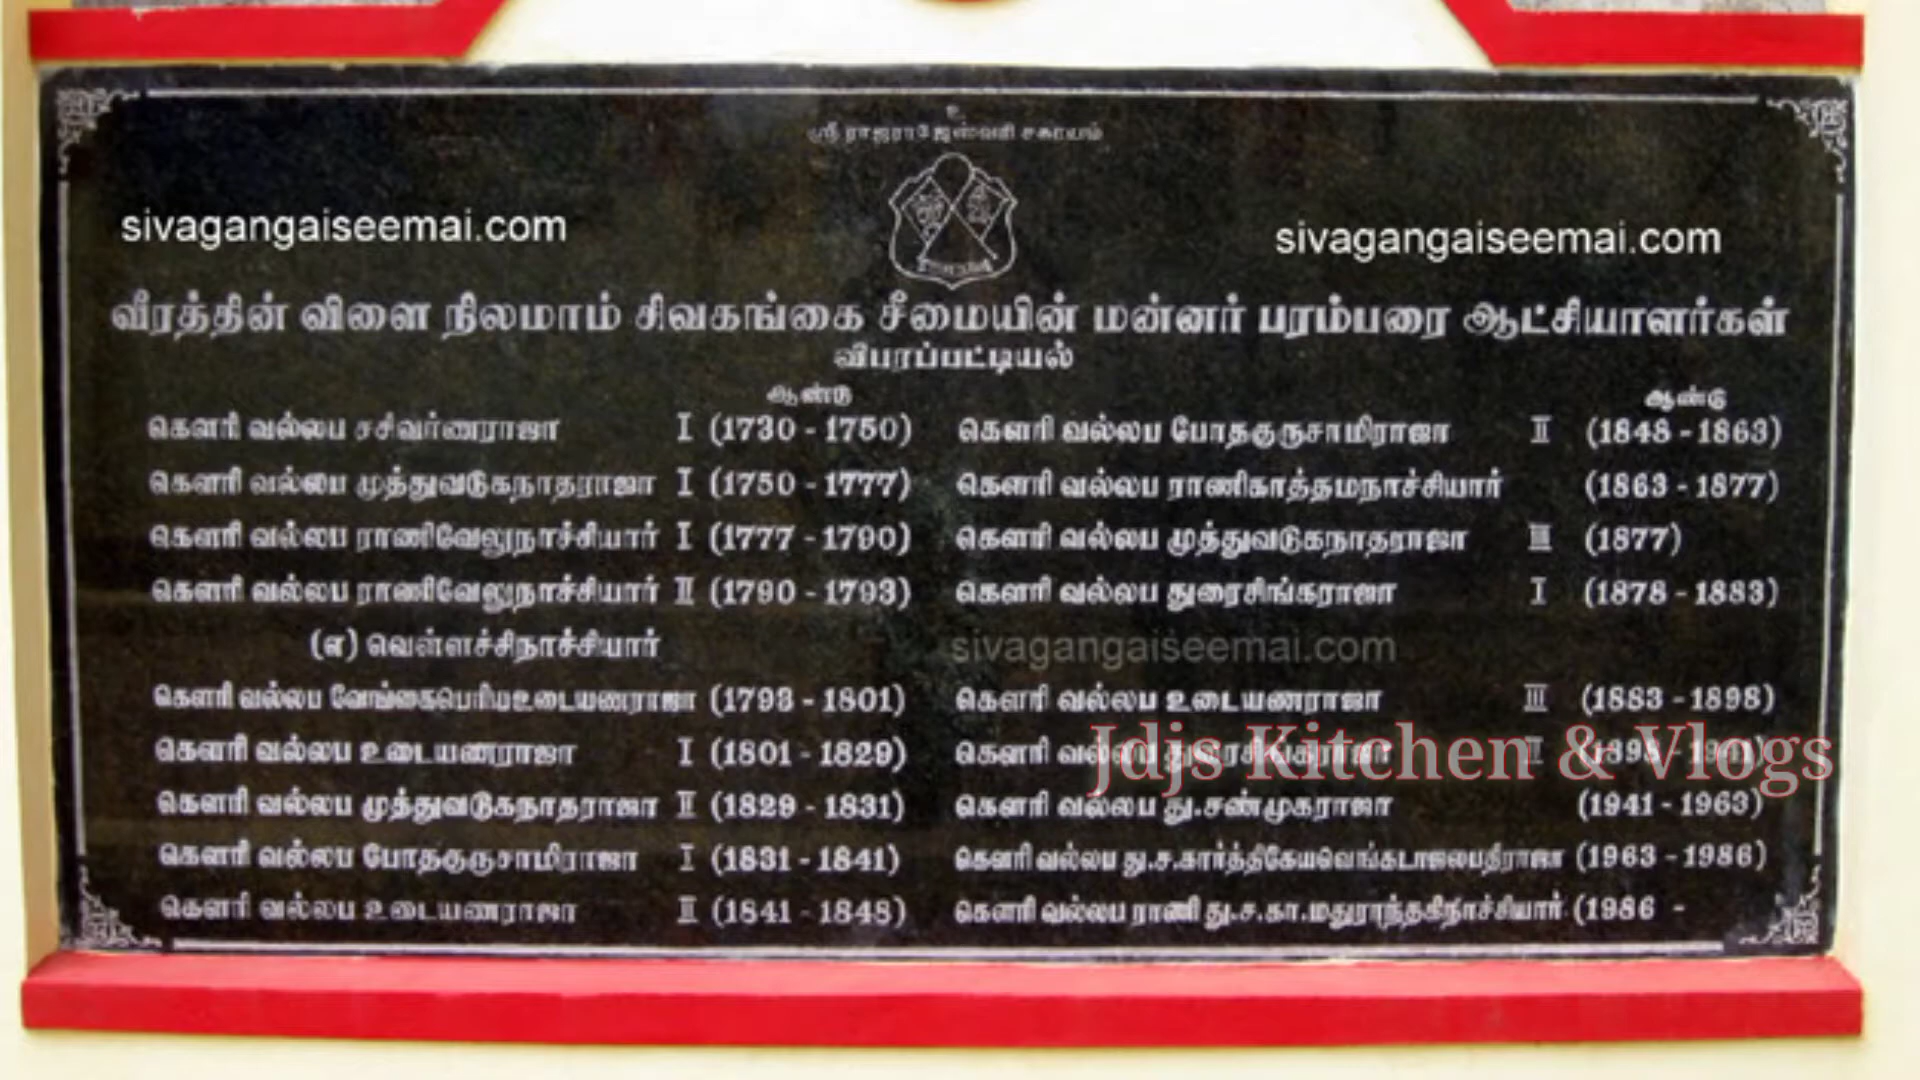 உ
ஸ்ரீ ராஜராஜேஸ்வரி சகாயம்
sivagangaiseemai.com
sivagangaiseemai.com
வீரத்தின் விளை நிலமாம் சிவகங்கை சீமையின் மன்னர் பரம்பரை ஆட்சியாளர்கள்
விபரப்பட்டியல்
ஆண்டு
கௌரி வல்லப சசிவர்ணராஜா I (1730 - 1750)
கௌரி வல்லப முத்துவடுகநாதராஜா I (1750 - 1777)
கௌரி வல்லப ராணிவேலுநாச்சியார் I (1777 - 1790)
கௌரி வல்லப ராணிவேலுநாச்சியார் II (1790 - 1793)
(எ) வெள்ளச்சிநாச்சியார்
கௌரி வல்லப வேங்கைபெரியஉடையணராஜா (1793 - 1801)
கௌரி வல்லப உடையணராஜா I (1801 - 1829)
கௌரி வல்லப முத்துவடுகநாதராஜா II (1829 - 1831)
கௌரி வல்லப போதகுருசாமிராஜா I (1831 - 1841)
கௌரி வல்லப உடையணராஜா II (1841 - 1848)
ஆண்டு
கௌரி வல்லப போதகுருசாமிராஜா II (1848 - 1863)
கௌரி வல்லப ராணிகாத்தமநாச்சியார் (1863 - 1877)
கௌரி வல்லப முத்துவடுகநாதராஜா III (1877)
கௌரி வல்லப துரைசிங்கராஜா I (1878 - 1883)
sivagangaiseemai.com
கௌரி வல்லப உடையணராஜா III (1883 - 1898)
கௌரி வல்லப துரைசிங்கராஜா II (1898 - 1941)
Jdjs Kitchen & Vlogs
கௌரி வல்லப து.சண்முகராஜா (1941 - 1963)
கௌரி வல்லப து.ச.கார்த்திகேயவெங்கடாஜலபதிராஜா (1963 - 1986)
கௌரி வல்லப ராணி து.ச.கா.மதுராந்தகிநாச்சியார் (1986 -